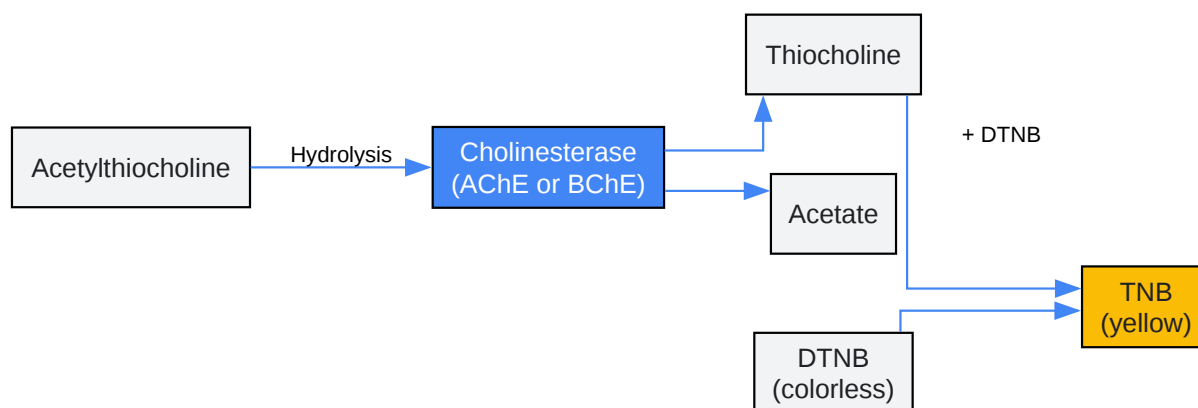 Thiocholine
+ DTNB
Acetylthiocholine
Hydrolysis
Cholinesterase
(AChE or BChE)
Acetate
TNB
(yellow)
DTNB
(colorless)